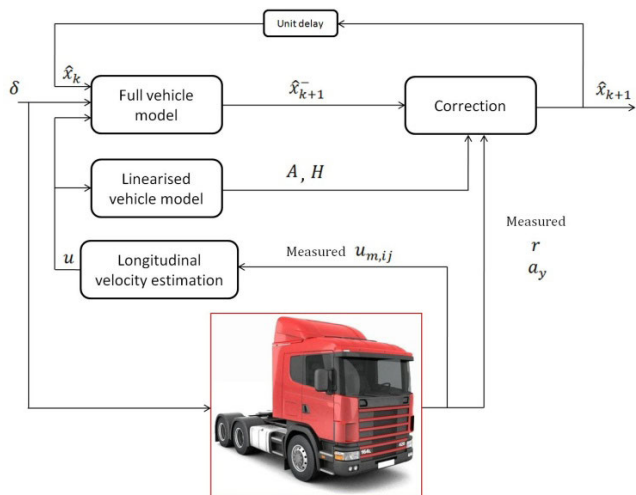 Unit delay
δ
x̂ₖ
Full vehicle
model
x̂⁻ₖ₊₁
Correction
x̂ₖ₊₁
Linearised
vehicle model
A , H
Measured
r
a_y
u
Longitudinal
velocity estimation
Measured u_{m,ij}